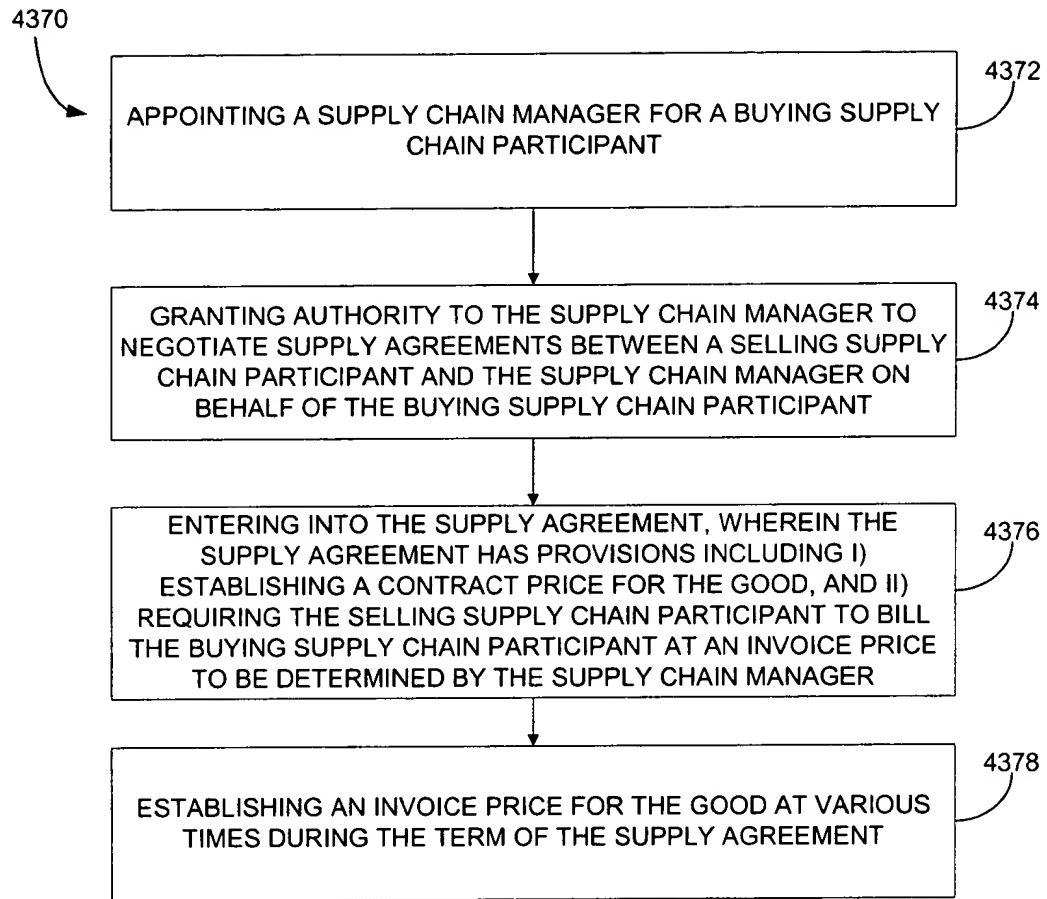 4370
4372
APPOINTING A SUPPLY CHAIN MANAGER FOR A BUYING SUPPLY
CHAIN PARTICIPANT
4374
GRANTING AUTHORITY TO THE SUPPLY CHAIN MANAGER TO
NEGOTIATE SUPPLY AGREEMENTS BETWEEN A SELLING SUPPLY
CHAIN PARTICIPANT AND THE SUPPLY CHAIN MANAGER ON
BEHALF OF THE BUYING SUPPLY CHAIN PARTICIPANT
4376
ENTERING INTO THE SUPPLY AGREEMENT, WHEREIN THE
SUPPLY AGREEMENT HAS PROVISIONS INCLUDING I)
ESTABLISHING A CONTRACT PRICE FOR THE GOOD, AND II)
REQUIRING THE SELLING SUPPLY CHAIN PARTICIPANT TO BILL
THE BUYING SUPPLY CHAIN PARTICIPANT AT AN INVOICE PRICE
TO BE DETERMINED BY THE SUPPLY CHAIN MANAGER
4378
ESTABLISHING AN INVOICE PRICE FOR THE GOOD AT VARIOUS
TIMES DURING THE TERM OF THE SUPPLY AGREEMENT